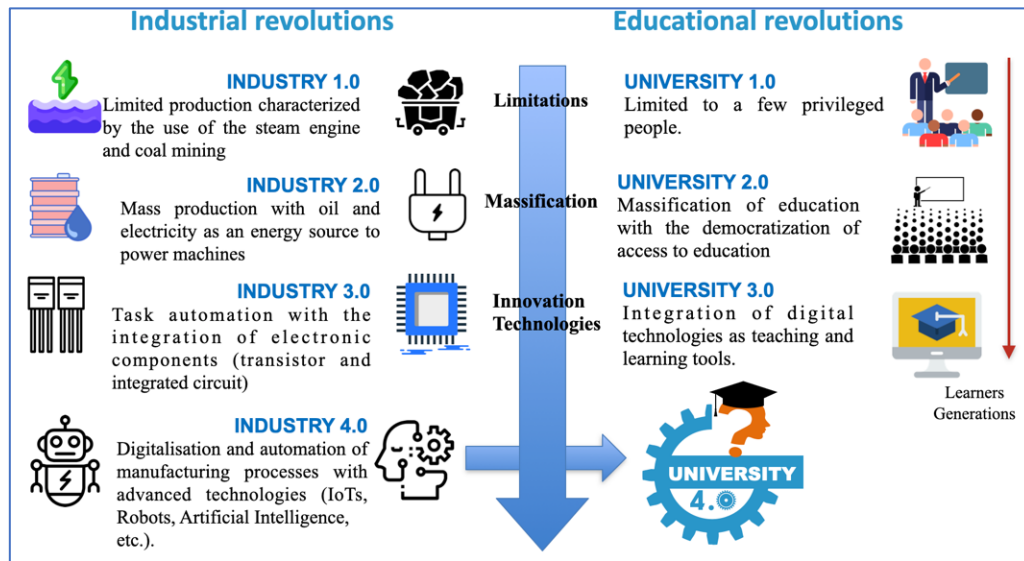 Industrial revolutions
Educational revolutions
INDUSTRY 1.0
Limited production characterized
by the use of the steam engine
and coal mining
Limitations
UNIVERSITY 1.0
Limited to a few privileged
people.
INDUSTRY 2.0
Mass production with oil and
electricity as an energy source to
power machines
Massification
UNIVERSITY 2.0
Massification of education
with the democratization of
access to education
INDUSTRY 3.0
Task automation with the
integration of electronic
components (transistor and
integrated circuit)
Innovation
Technologies
UNIVERSITY 3.0
Integration of digital
technologies as teaching and
learning tools.
Learners
Generations
INDUSTRY 4.0
Digitalisation and automation of
manufacturing processes with
advanced technologies (IoTs,
Robots, Artificial Intelligence,
etc.).
?
UNIVERSITY
4.0